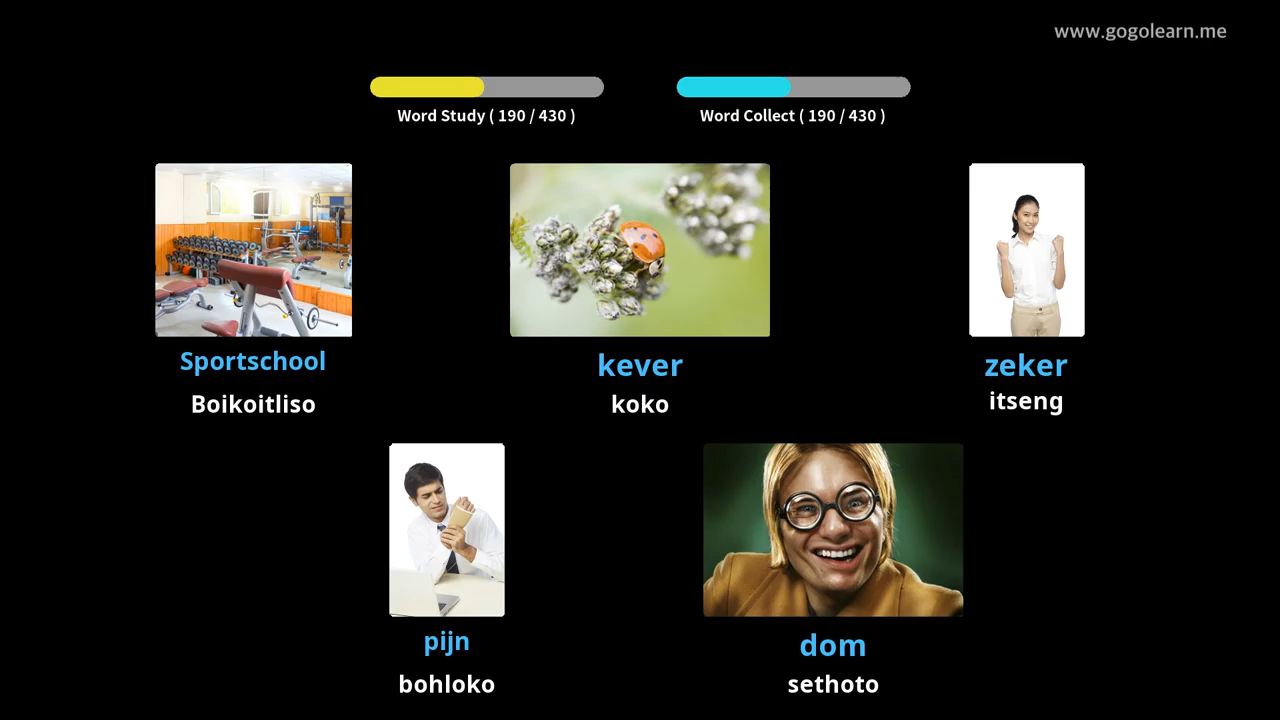 www.gogolearn.me
Word Study ( 190 / 430 )
Word Collect ( 190 / 430 )
Sportschool
Boikoitliso
kever
koko
zeker
itseng
pijn
bohloko
dom
sethoto